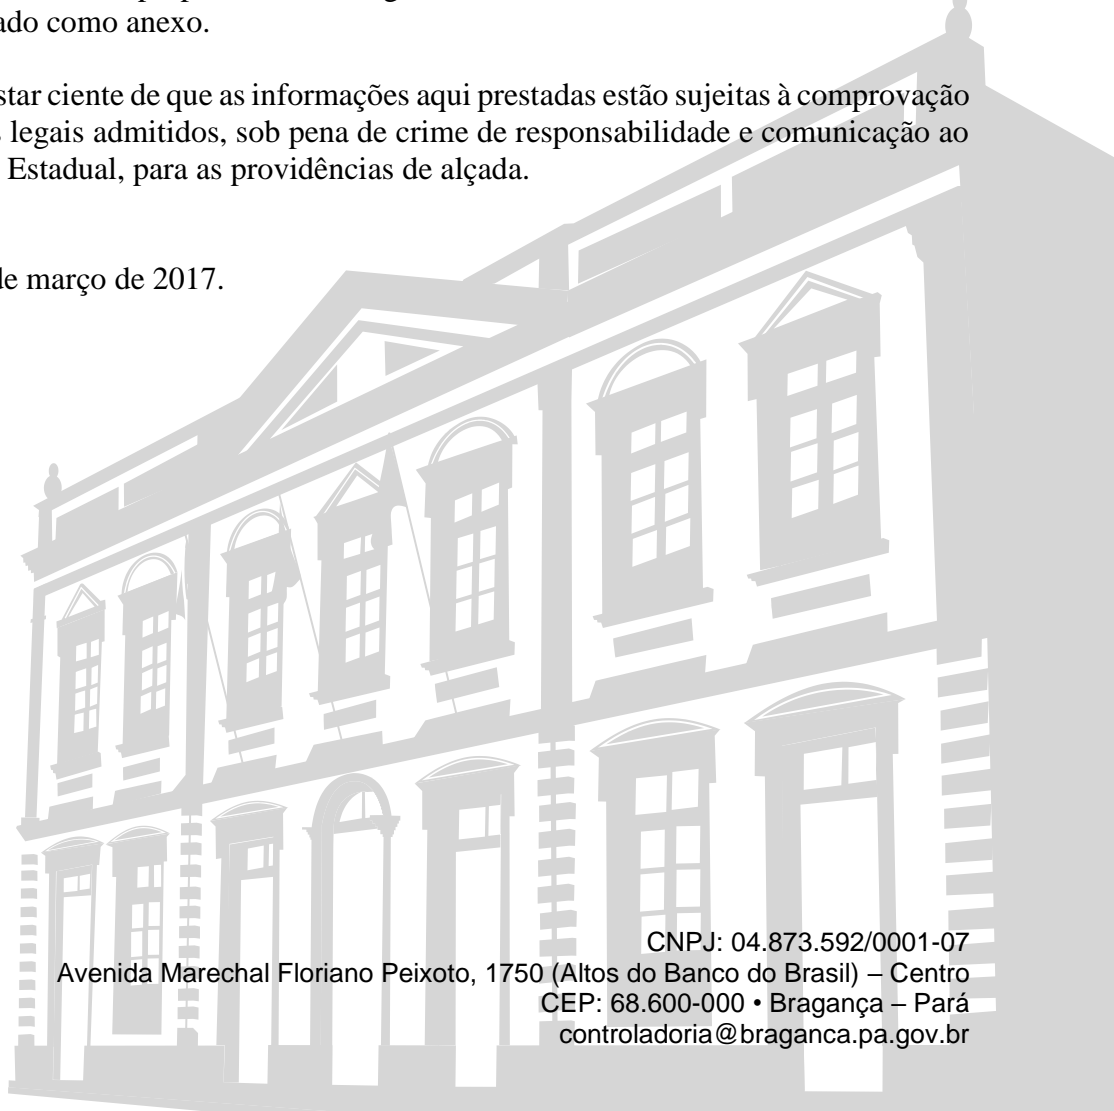 ado como anexo.
star ciente de que as informações aqui prestadas estão sujeitas à comprovação
s legais admitidos, sob pena de crime de responsabilidade e comunicação ao
Estadual, para as providências de alçada.
de março de 2017.
CNPJ: 04.873.592/0001-07
Avenida Marechal Floriano Peixoto, 1750 (Altos do Banco do Brasil) – Centro
CEP: 68.600-000 • Bragança – Pará
controladoria@braganca.pa.gov.br